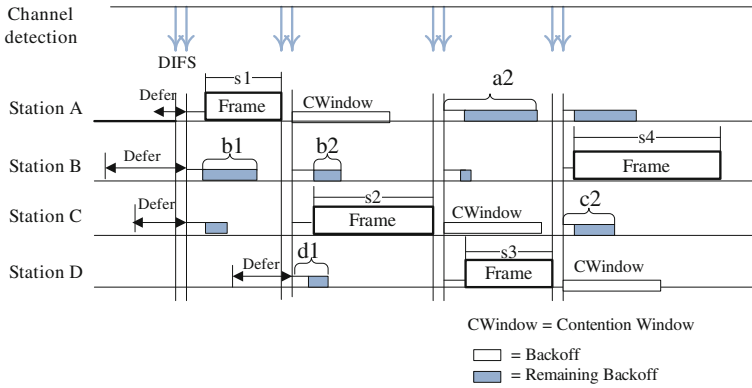 Channel
detection
DIFS
s1
a2
Defer
Station A
Frame
CWindow
s4
Defer
b1
b2
Station B
Frame
s2
Defer
c2
Station C
Frame
CWindow
d1
s3
Defer
CWindow
Station D
Frame
CWindow = Contention Window
= Backoff
= Remaining Backoff